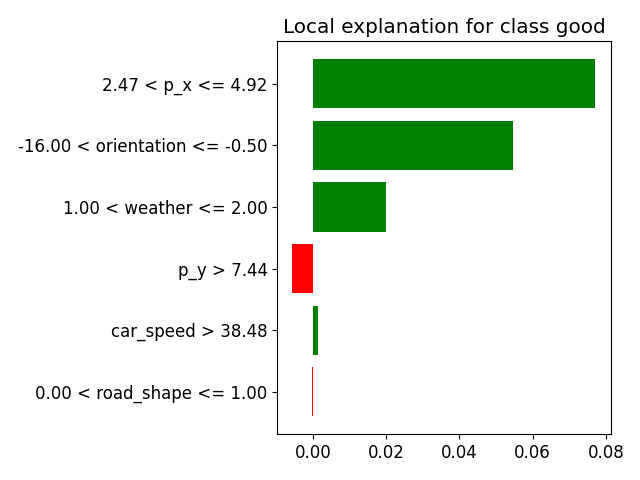 Local explanation for class good
2.47 < p_x <= 4.92
-16.00 < orientation <= -0.50
1.00 < weather <= 2.00
p_y > 7.44
car_speed > 38.48
0.00 < road_shape <= 1.00
0.00 0.02 0.04 0.06 0.08